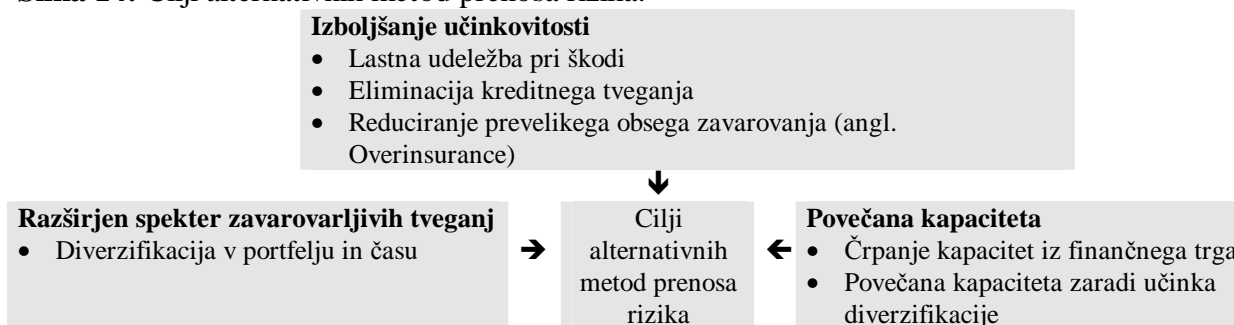 Slika 14: Cilji alternativnih metod prenosa rizika.
Izboljšanje učinkovitosti
• Lastna udeležba pri škodi
• Eliminacija kreditnega tveganja
• Reduciranje prevelikega obsega zavarovanja (angl.
Overinsurance)
Razširjen spekter zavarovarljivih tveganj
• Diverzifikacija v portfelju in času
Cilji
alternativnih
metod prenosa
rizika
Povečana kapaciteta
• Črpanje kapacitet iz finančnega trga
• Povečana kapaciteta zaradi učinka
diverzifikacije